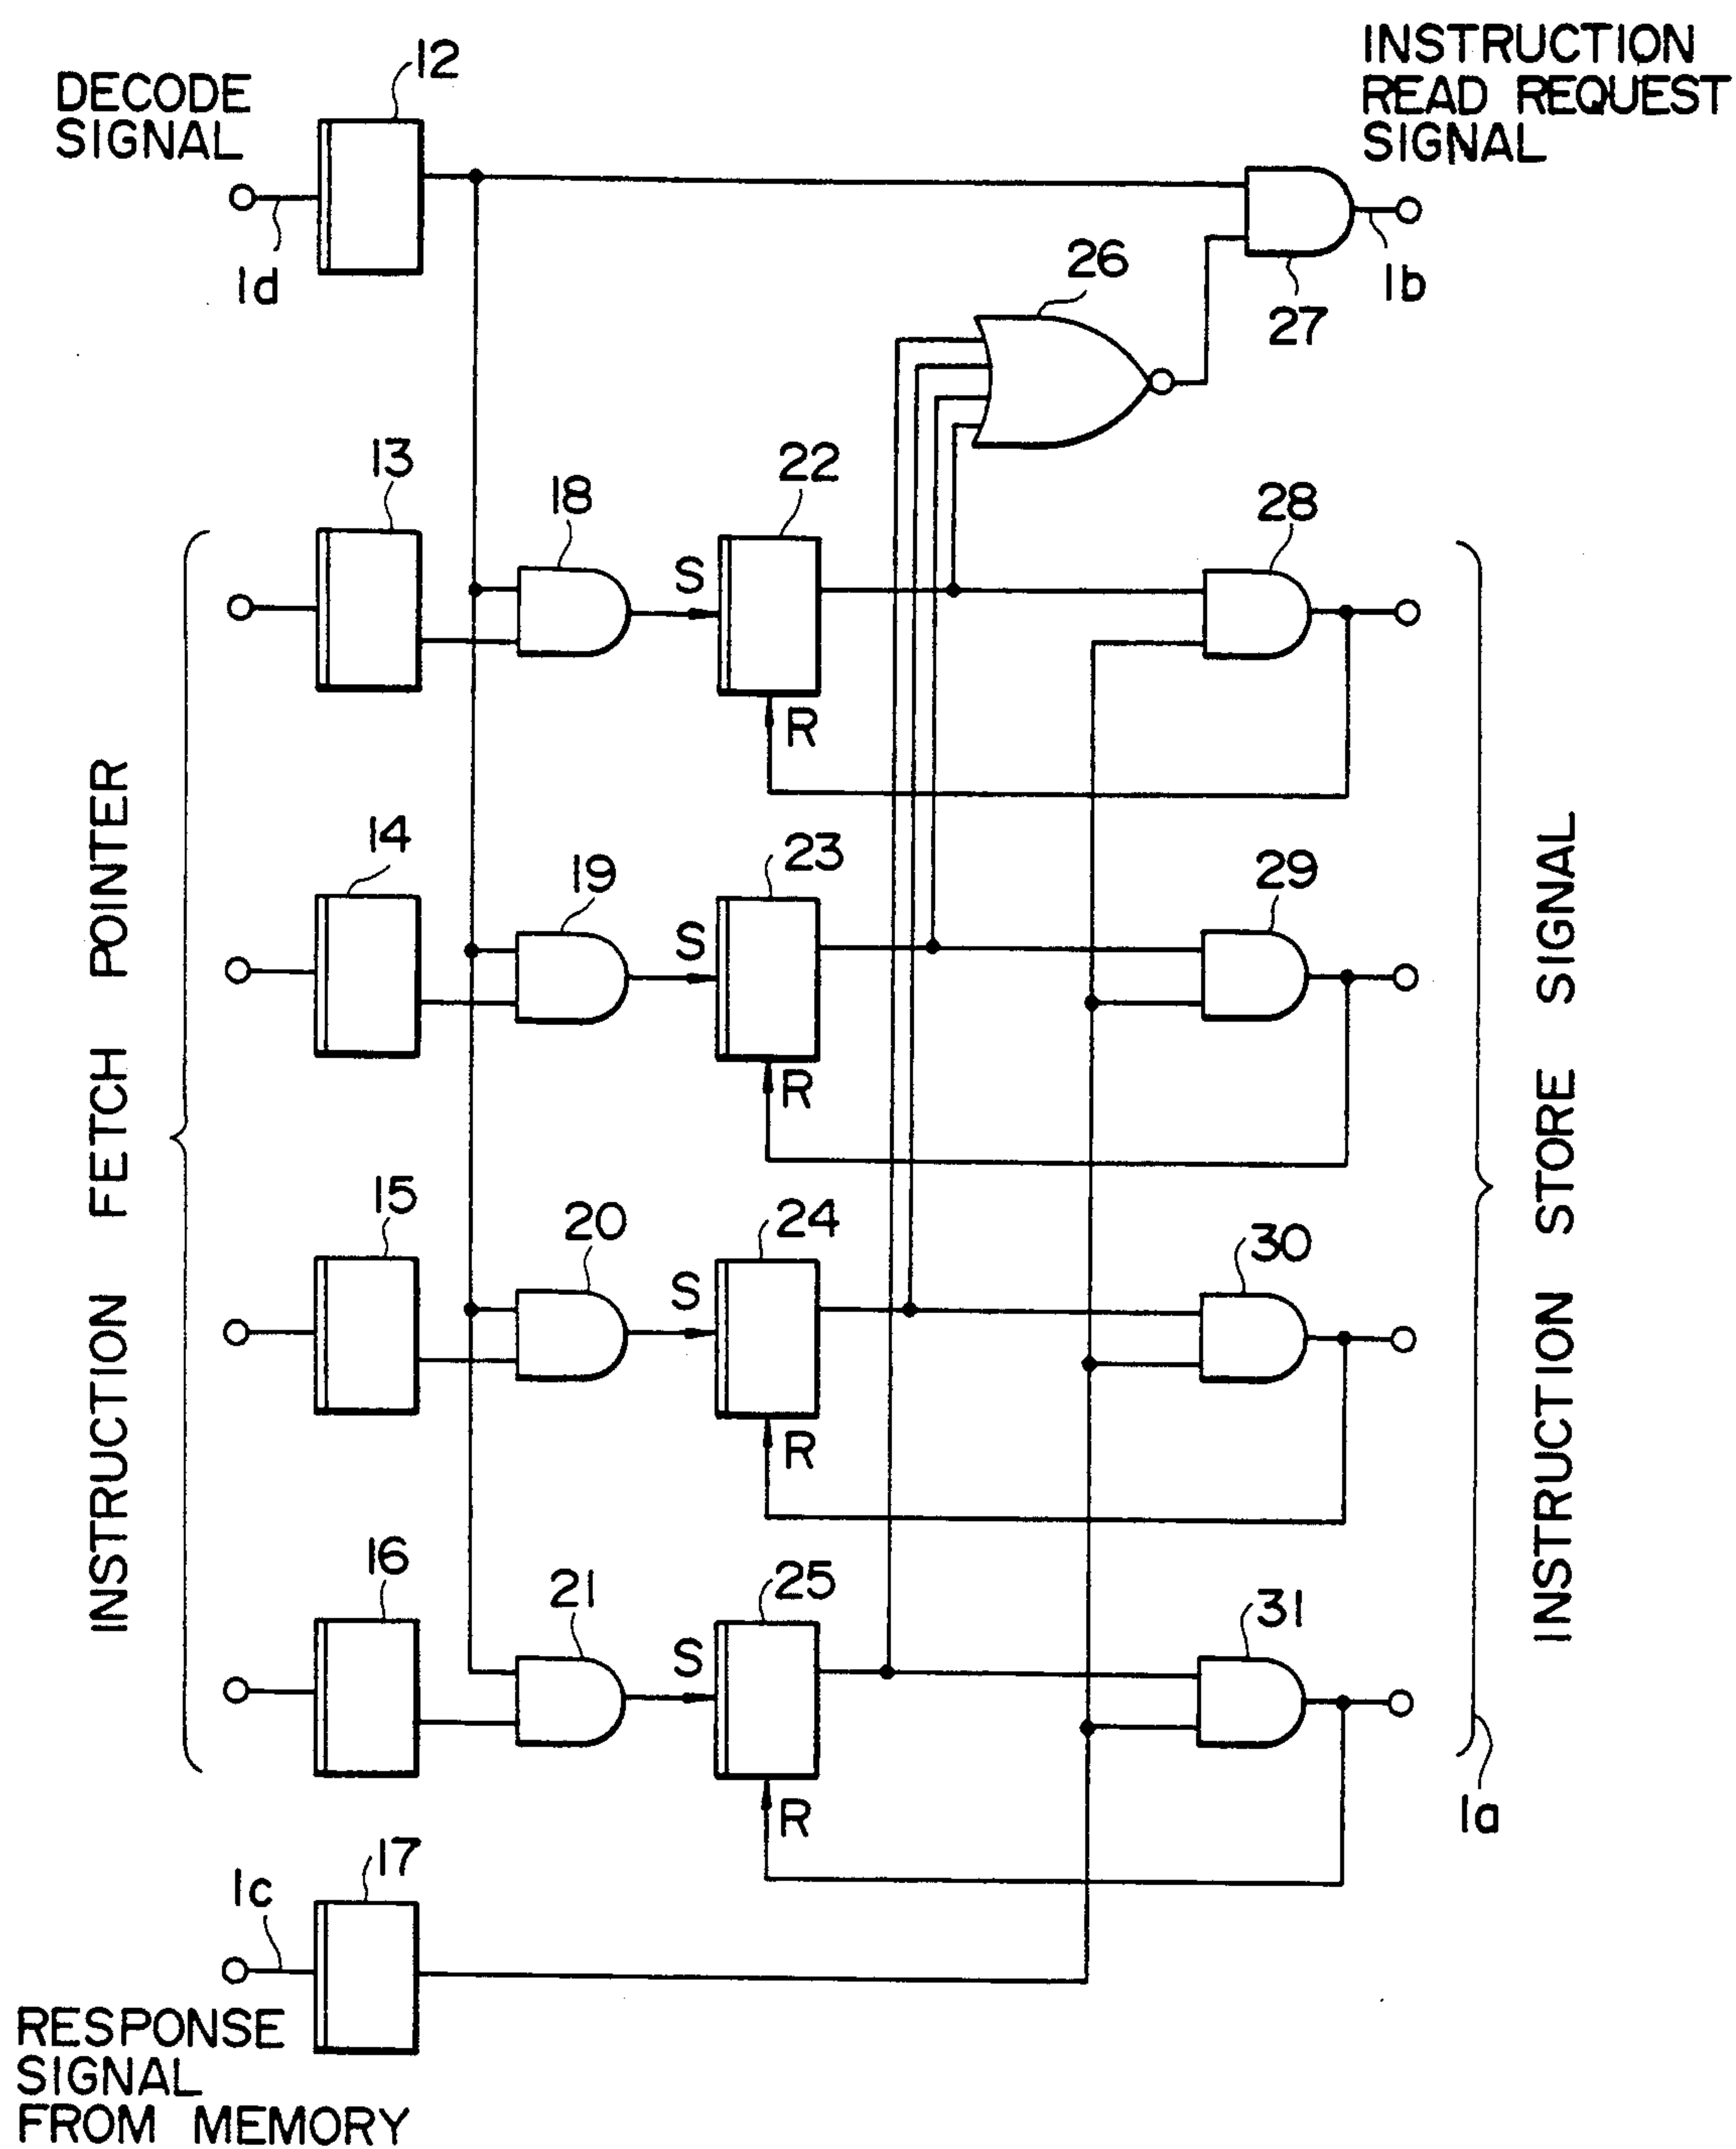 DECODE
SIGNAL
12
INSTRUCTION
READ REQUEST
SIGNAL
1d
26
27
1b
13
18
22
28
S
R
INSTRUCTION FETCH POINTER
14
19
23
29
S
R
INSTRUCTION STORE SIGNAL
15
20
24
30
S
R
16
21
25
31
S
R
1a
1c
17
RESPONSE
SIGNAL
FROM MEMORY